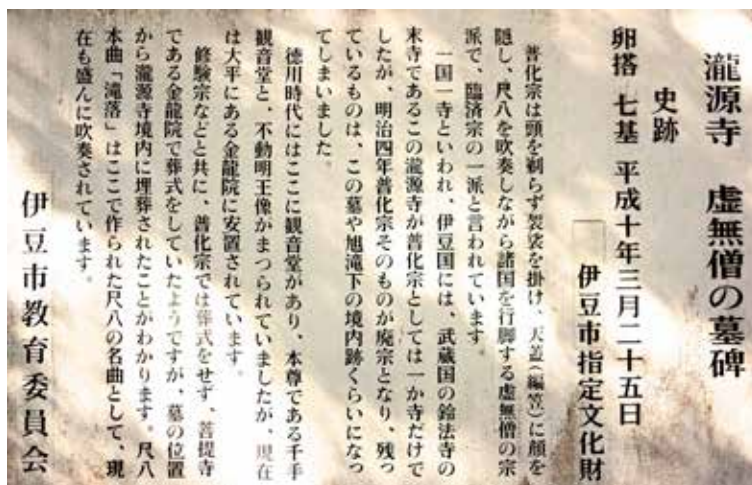 瀧源寺　虚無僧の墓碑
史跡
卵搭　七基　平成十年三月二十五日
伊豆市指定文化財
普化宗は頭を剃らず袈裟を掛け、天蓋（編笠）に顔を
隠し、尺八を吹奏しながら諸国を行脚する虚無僧の宗
派で、臨済宗の一派と言われています。
一国一寺といわれ、伊豆国には、武蔵国の鈴法寺の
末寺であるこの瀧源寺が普化宗としては一か寺だけで
したが、明治四年普化宗そのものが廃宗となり、残っ
ているものは、この墓や旭滝下の境内跡くらいになっ
てしまいました。
徳川時代にはここに観音堂があり、本尊である千手
観音堂と、不動明王像がまつられていましたが、現在
は大平にある金龍院に安置されています。
修験宗などと共に、普化宗では葬式をせず、菩提寺
である金龍院で葬式をしていたようですが、墓の位置
から瀧源寺境内に埋葬されたことがわかります。尺八
本曲「滝落」はここで作られた尺八の名曲として、現
在も盛んに吹奏されています。
伊豆市教育委員会